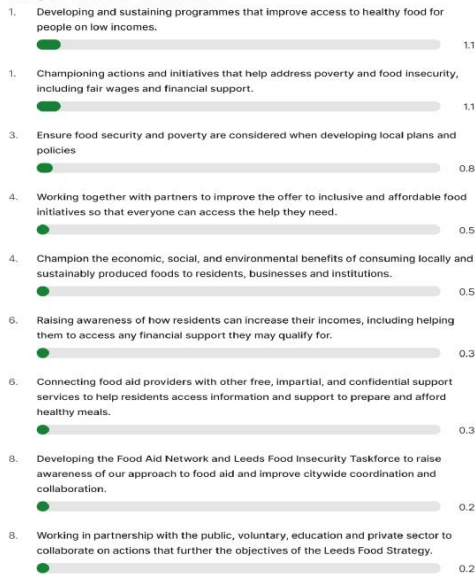 1. Developing and sustaining programmes that improve access to healthy food for
people on low incomes.
1.1
1. Championing actions and initiatives that help address poverty and food insecurity,
including fair wages and financial support.
1.1
3. Ensure food security and poverty are considered when developing local plans and
policies
0.8
4. Working together with partners to improve the offer to inclusive and affordable food
initiatives so that everyone can access the help they need.
0.5
4. Champion the economic, social, and environmental benefits of consuming locally and
sustainably produced foods to residents, businesses and institutions.
0.5
6. Raising awareness of how residents can increase their incomes, including helping
them to access any financial support they may qualify for.
0.3
6. Connecting food aid providers with other free, impartial, and confidential support
services to help residents access information and support to prepare and afford
healthy meals.
0.3
8. Developing the Food Aid Network and Leeds Food Insecurity Taskforce to raise
awareness of our approach to food aid and improve citywide coordination and
collaboration.
0.2
8. Working in partnership with the public, voluntary, education and private sector to
collaborate on actions that further the objectives of the Leeds Food Strategy.
0.2